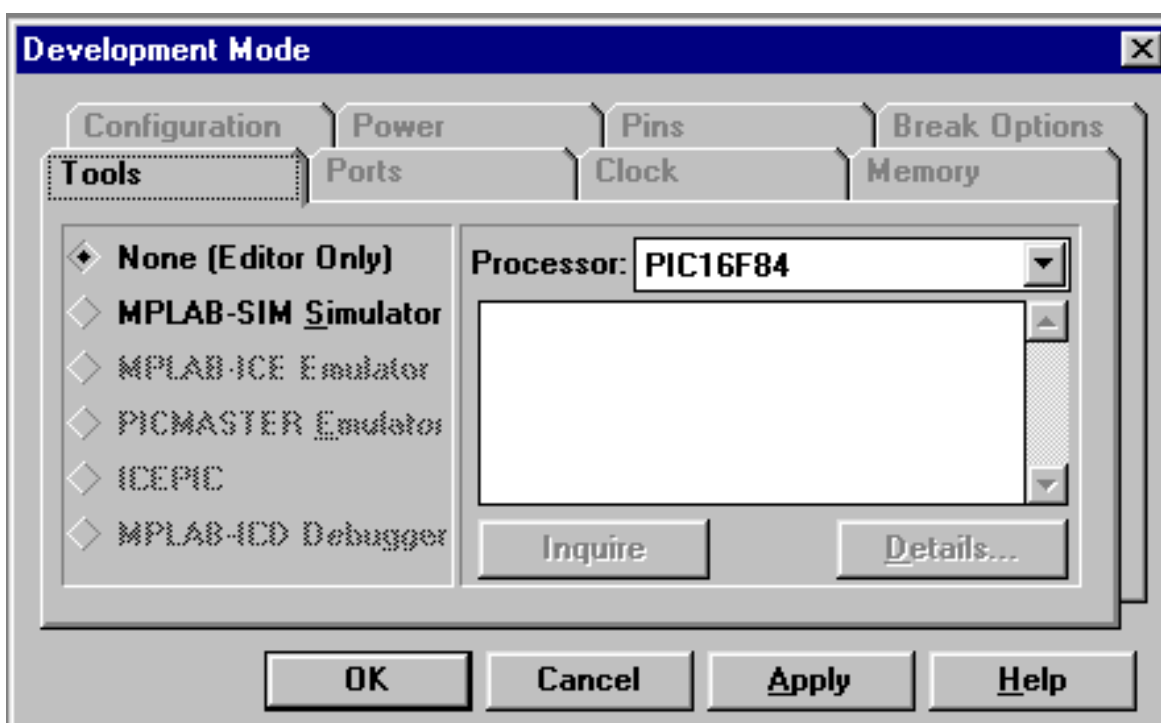 Development Mode
Configuration Power Pins Break Options
Tools Ports Clock Memory
None (Editor Only)
Processor: PIC16F84
MPLAB-SIM Simulator
MPLAB-ICE Emulator
PICMASTER Emulator
ICEPIC
MPLAB-ICD Debugger
Inquire Details...
OK Cancel Apply Help